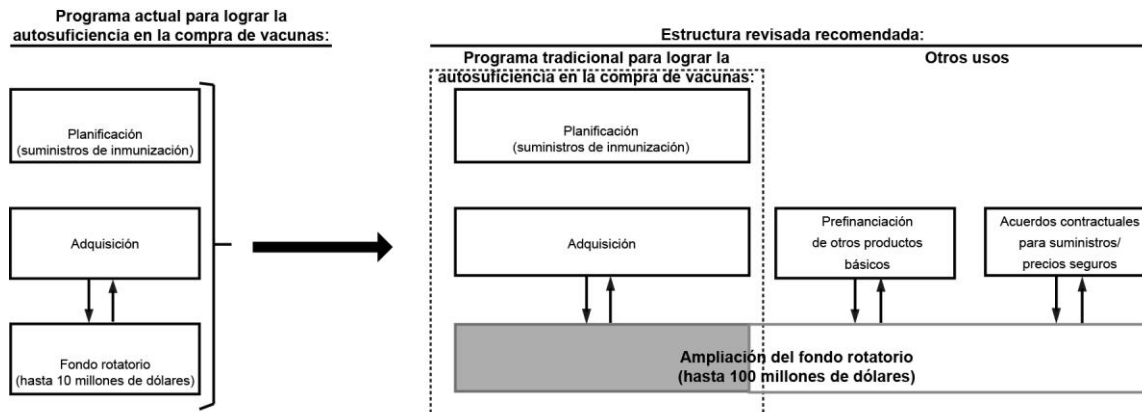 Programa actual para lograr la
autosuficiencia en la compra de vacunas:
Planificación
(suministros de inmunización)
Adquisición
Fondo rotatorio
(hasta 10 millones de dólares)
Estructura revisada recomendada:
Programa tradicional para lograr la
autosuficiencia en la compra de vacunas:
Otros usos
Planificación
(suministros de inmunización)
Adquisición
Prefinanciación
de otros productos
básicos
Acuerdos contractuales
para suministros/
precios seguros
Ampliación del fondo rotatorio
(hasta 100 millones de dólares)